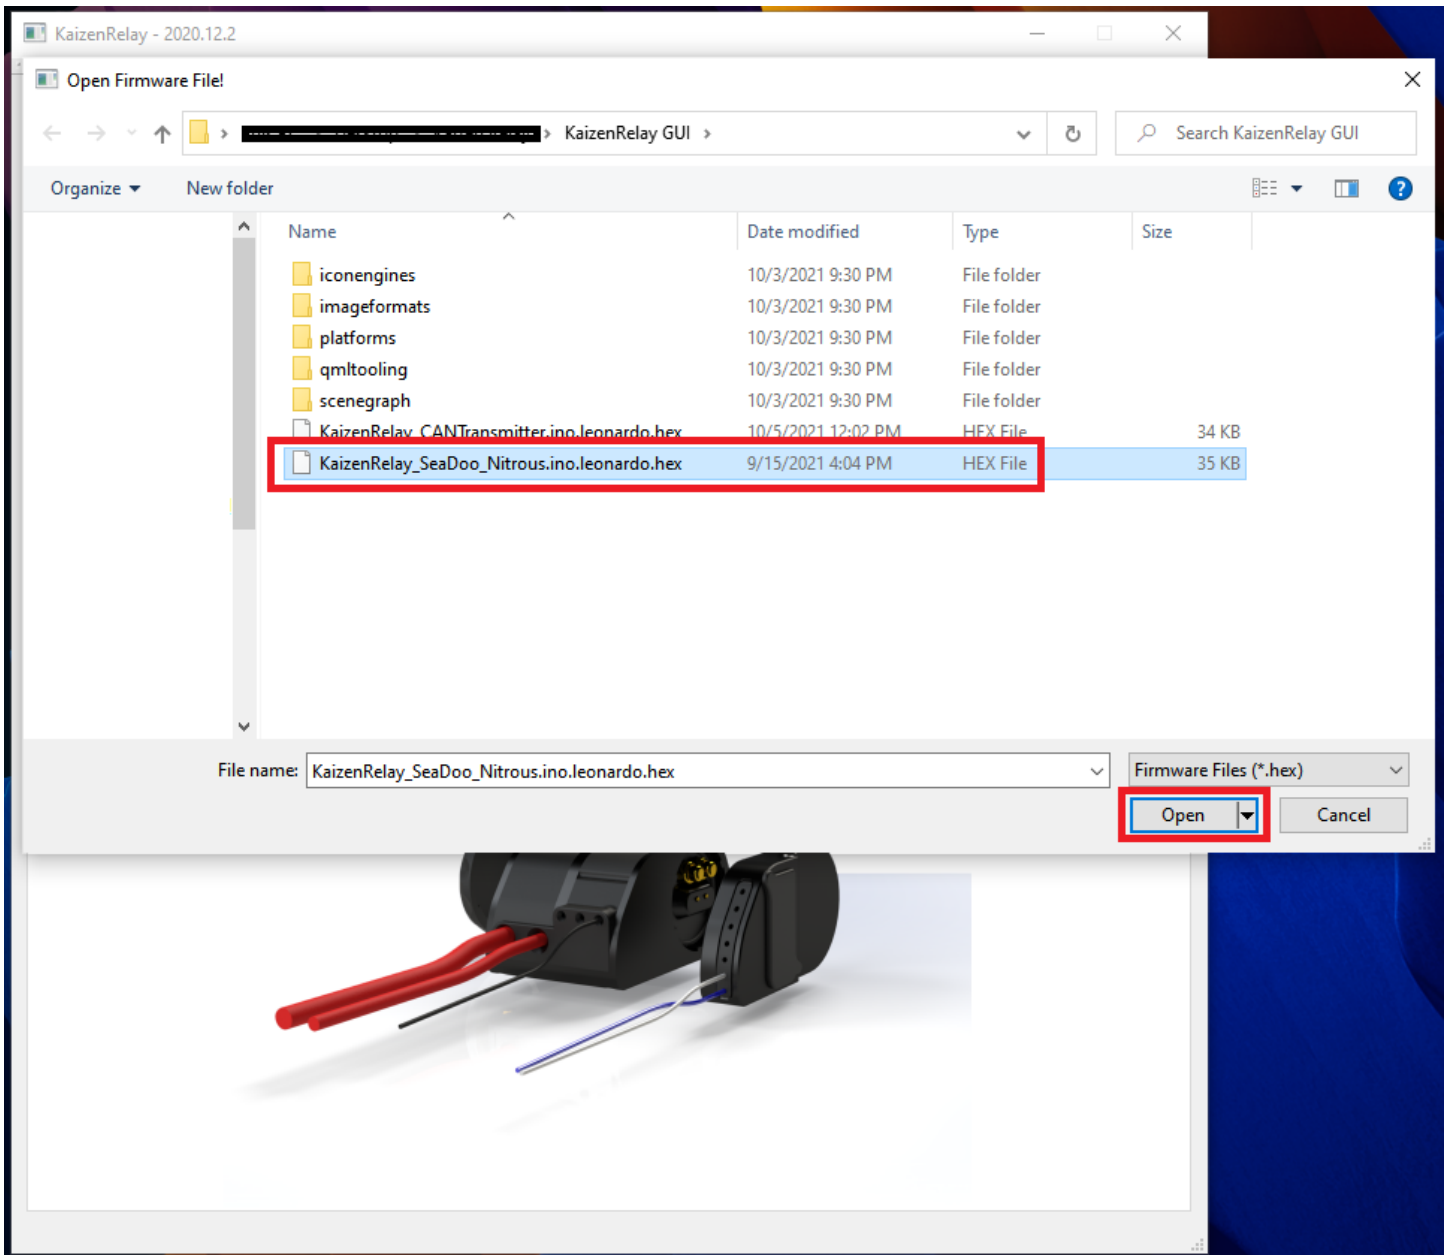 KaizenRelay - 2020.12.2
Open Firmware File!
KaizenRelay GUI
Search KaizenRelay GUI
Organize New folder
Name Date modified Type Size
iconengines 10/3/2021 9:30 PM File folder
imageformats 10/3/2021 9:30 PM File folder
platforms 10/3/2021 9:30 PM File folder
qmltooling 10/3/2021 9:30 PM File folder
scenegraph 10/3/2021 9:30 PM File folder
KaizenRelay_CANTransmitter.ino.leonardo.hex 10/5/2021 12:02 PM HEX File 34 KB
KaizenRelay_SeaDoo_Nitrous.ino.leonardo.hex 9/15/2021 4:04 PM HEX File 35 KB
File name: KaizenRelay_SeaDoo_Nitrous.ino.leonardo.hex Firmware Files (*.hex)
Open Cancel